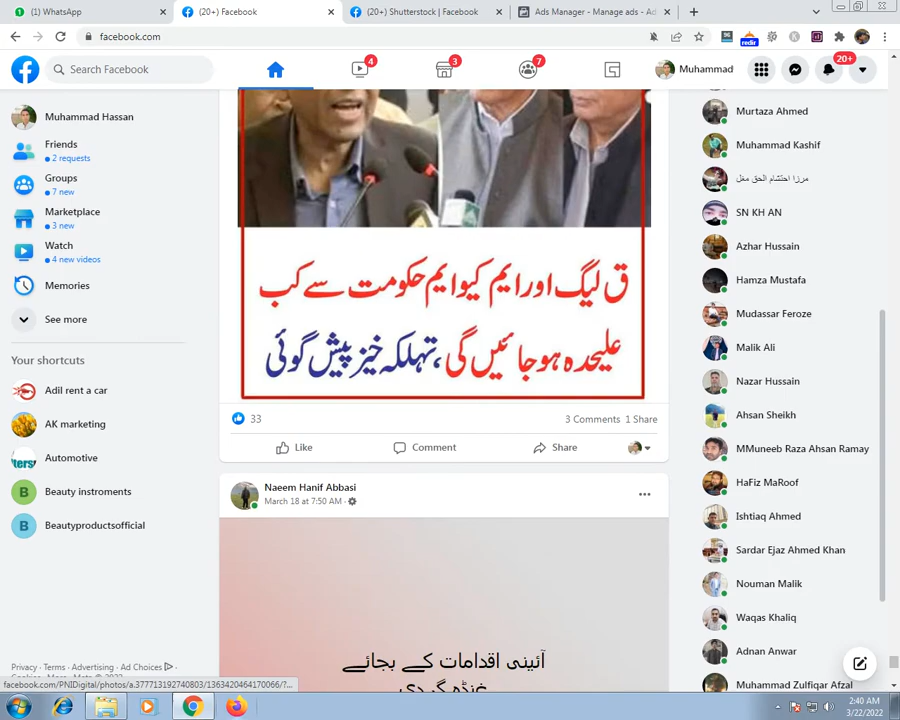 (1) WhatsApp
(20+) Facebook
(20+) Shutterstock | Facebook
Ads Manager - Manage ads - Ad
facebook.com
redir
Search Facebook
4
3
7
Muhammad
20+
Muhammad Hassan
Friends
2 requests
Groups
7 new
Marketplace
3 new
Watch
4 new videos
Memories
See more
Your shortcuts
Adil rent a car
AK marketing
Automotive
B Beauty instroments
B Beautyproductsofficial
Privacy · Terms · Advertising · Ad Choices
facebook.com/PNIDigital/photos/a.377713192740803/1363420464170066/?...
ق لیگ اور ایم کیو ایم حکومت سے کب
علیحدہ ہو جائیں گی، تہلکہ خیز پیش گوئی
33
3 Comments 1 Share
Like
Comment
Share
Naeem Hanif Abbasi
March 18 at 7:50 AM
آئینی اقدامات کے بجائے
غنڈہ گردی
Murtaza Ahmed
Muhammad Kashif
مرزا احتشام الحق مغل
SN KH AN
Azhar Hussain
Hamza Mustafa
Mudassar Feroze
Malik Ali
Nazar Hussain
Ahsan Sheikh
MMuneeb Raza Ahsan Ramay
HaFiz MaRoof
Ishtiaq Ahmed
Sardar Ejaz Ahmed Khan
Nouman Malik
Waqas Khaliq
Adnan Anwar
Muhammad Zulfiqar Afzal
2:40 AM
3/22/2022